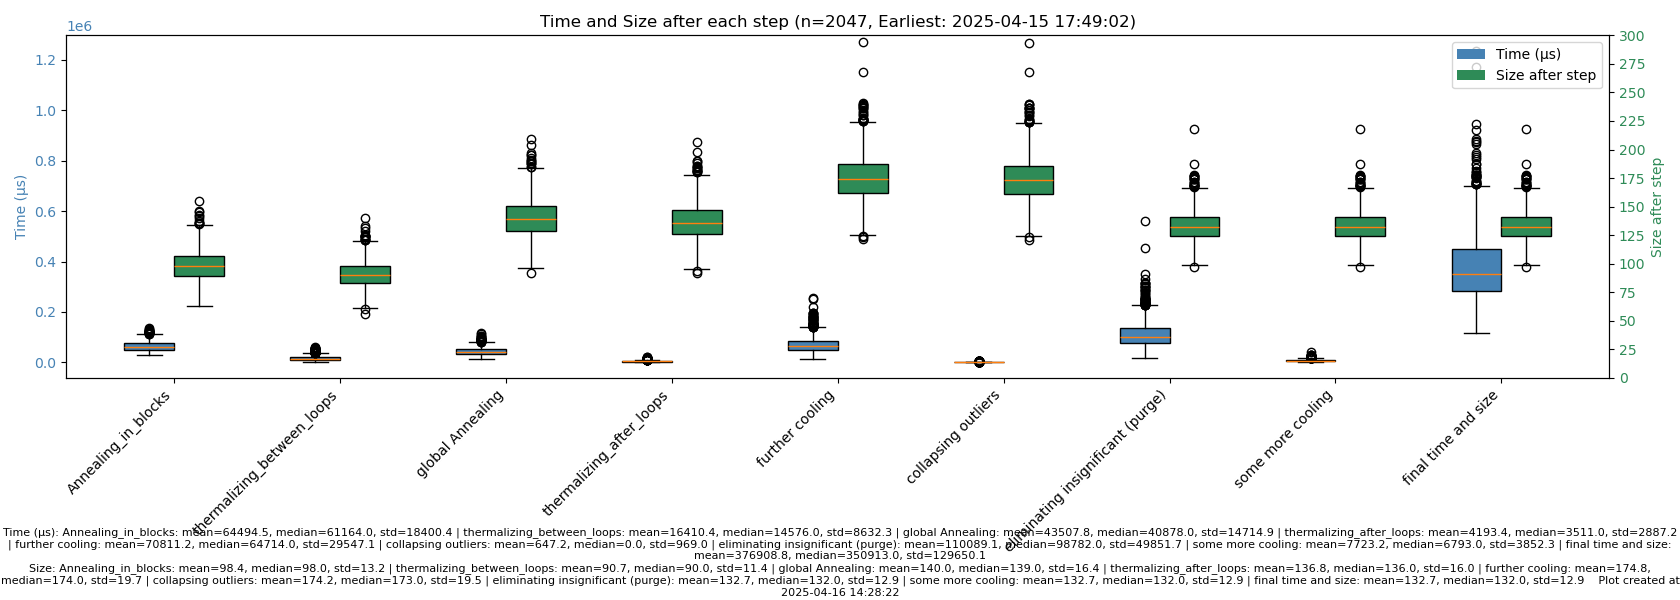 Time and Size after each step (n=2047, Earliest: 2025-04-15 17:49:02)
1e6
Time (µs)
1.2
1.0
0.8
0.6
0.4
0.2
0.0
Time (µs)
Size after step
300
275
250
225
200
175
150
125
100
75
50
25
0
Size after step
Annealing_in_blocks
thermalizing_between_loops
global Annealing
thermalizing_after_loops
further cooling
collapsing outliers
eliminating insignificant (purge)
some more cooling
final time and size
Time (µs): Annealing_in_blocks: mean=64494.5, median=61164.0, std=18400.4 | thermalizing_between_loops: mean=16410.4, median=14576.0, std=8632.3 | global Annealing: mean=43507.8, median=40878.0, std=14714.9 | thermalizing_after_loops: mean=4193.4, median=3511.0, std=2887.2
| further cooling: mean=70811.2, median=64714.0, std=29547.1 | collapsing outliers: mean=647.2, median=0.0, std=969.0 | eliminating insignificant (purge): mean=110089.1, median=98782.0, std=49851.7 | some more cooling: mean=7723.2, median=6793.0, std=3852.3 | final time and size:
mean=376908.8, median=350913.0, std=129650.1
Size: Annealing_in_blocks: mean=98.4, median=98.0, std=13.2 | thermalizing_between_loops: mean=90.7, median=90.0, std=11.4 | global Annealing: mean=140.0, median=139.0, std=16.4 | thermalizing_after_loops: mean=136.8, median=136.0, std=16.0 | further cooling: mean=174.8,
median=174.0, std=19.7 | collapsing outliers: mean=174.2, median=173.0, std=19.5 | eliminating insignificant (purge): mean=132.7, median=132.0, std=12.9 | some more cooling: mean=132.7, median=132.0, std=12.9 | final time and size: mean=132.7, median=132.0, std=12.9 Plot created at
2025-04-16 14:28:22